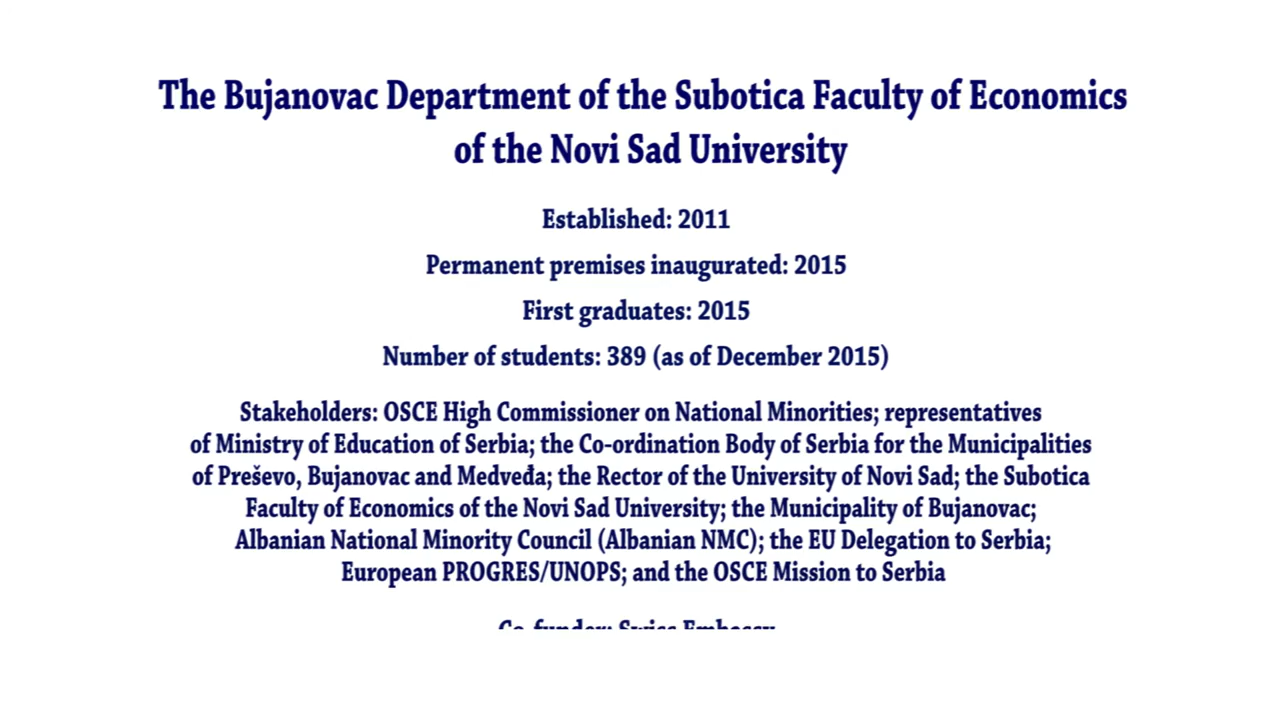 The Bujanovac Department of the Subotica Faculty of Economics
of the Novi Sad University
Established: 2011
Permanent premises inaugurated: 2015
First graduates: 2015
Number of students: 389 (as of December 2015)
Stakeholders: OSCE High Commissioner on National Minorities; representatives
of Ministry of Education of Serbia; the Co-ordination Body of Serbia for the Municipalities
of Preševo, Bujanovac and Medveđa; the Rector of the University of Novi Sad; the Subotica
Faculty of Economics of the Novi Sad University; the Municipality of Bujanovac;
Albanian National Minority Council (Albanian NMC); the EU Delegation to Serbia;
European PROGRES/UNOPS; and the OSCE Mission to Serbia
Co-funder: Swiss Embassy